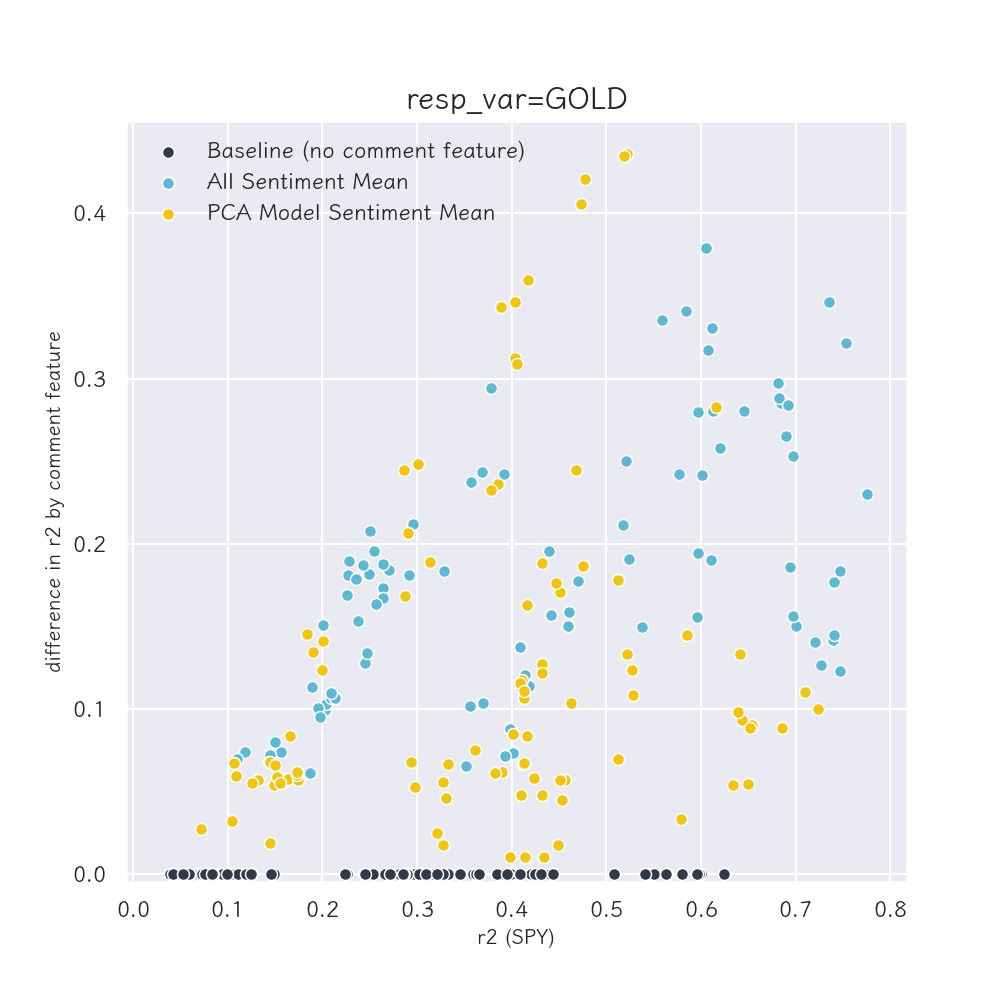 resp_var=GOLD
Baseline (no comment feature)
All Sentiment Mean
PCA Model Sentiment Mean
difference in r2 by comment feature
0.4
0.3
0.2
0.1
0.0
0.0 0.1 0.2 0.3 0.4 0.5 0.6 0.7 0.8
r2 (SPY)